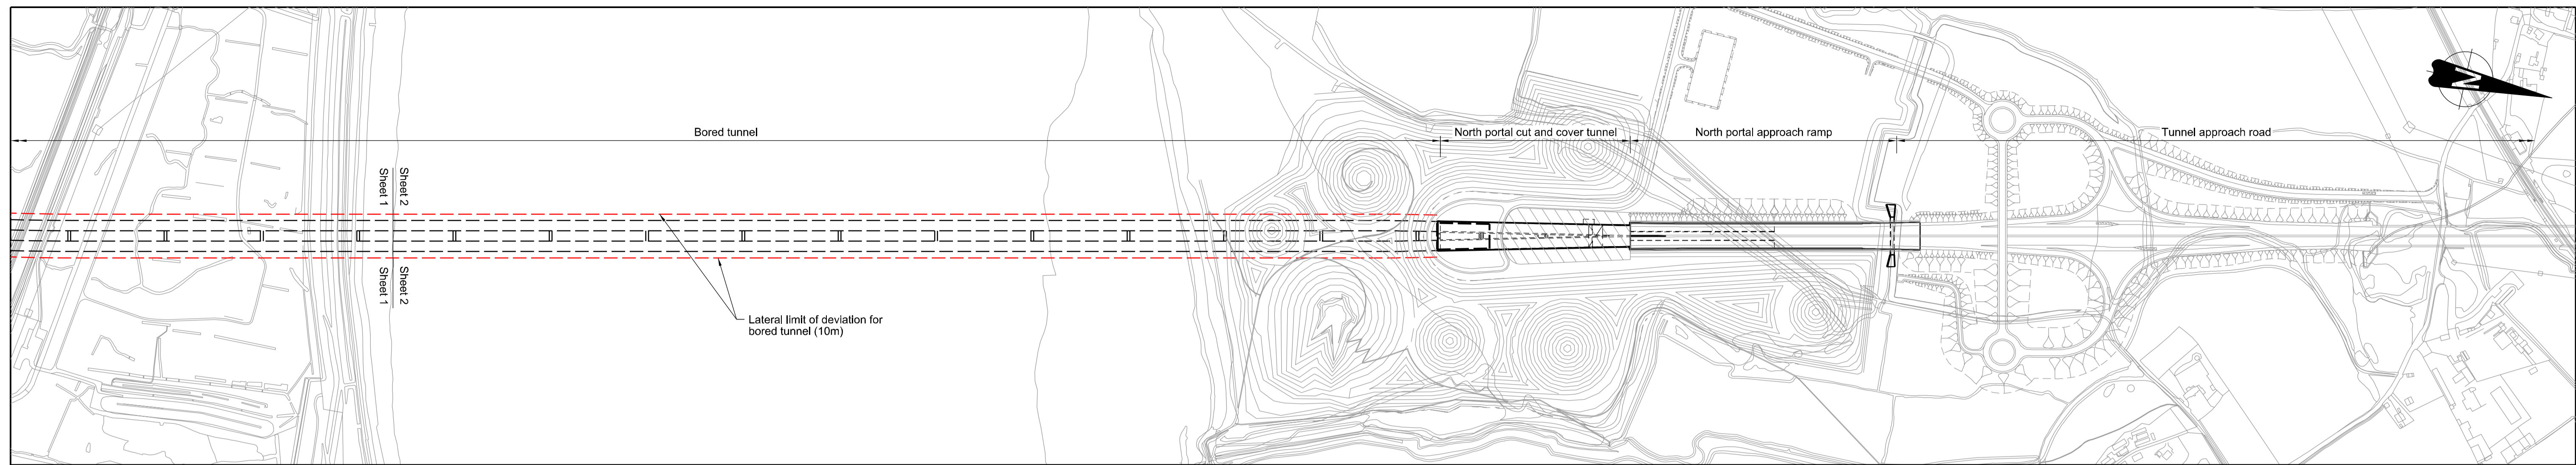 Bored tunnel
North portal cut and cover tunnel
North portal approach ramp
Tunnel approach road
N
Sheet 1
Sheet 2
Sheet 1
Sheet 2
Lateral limit of deviation for
bored tunnel (10m)